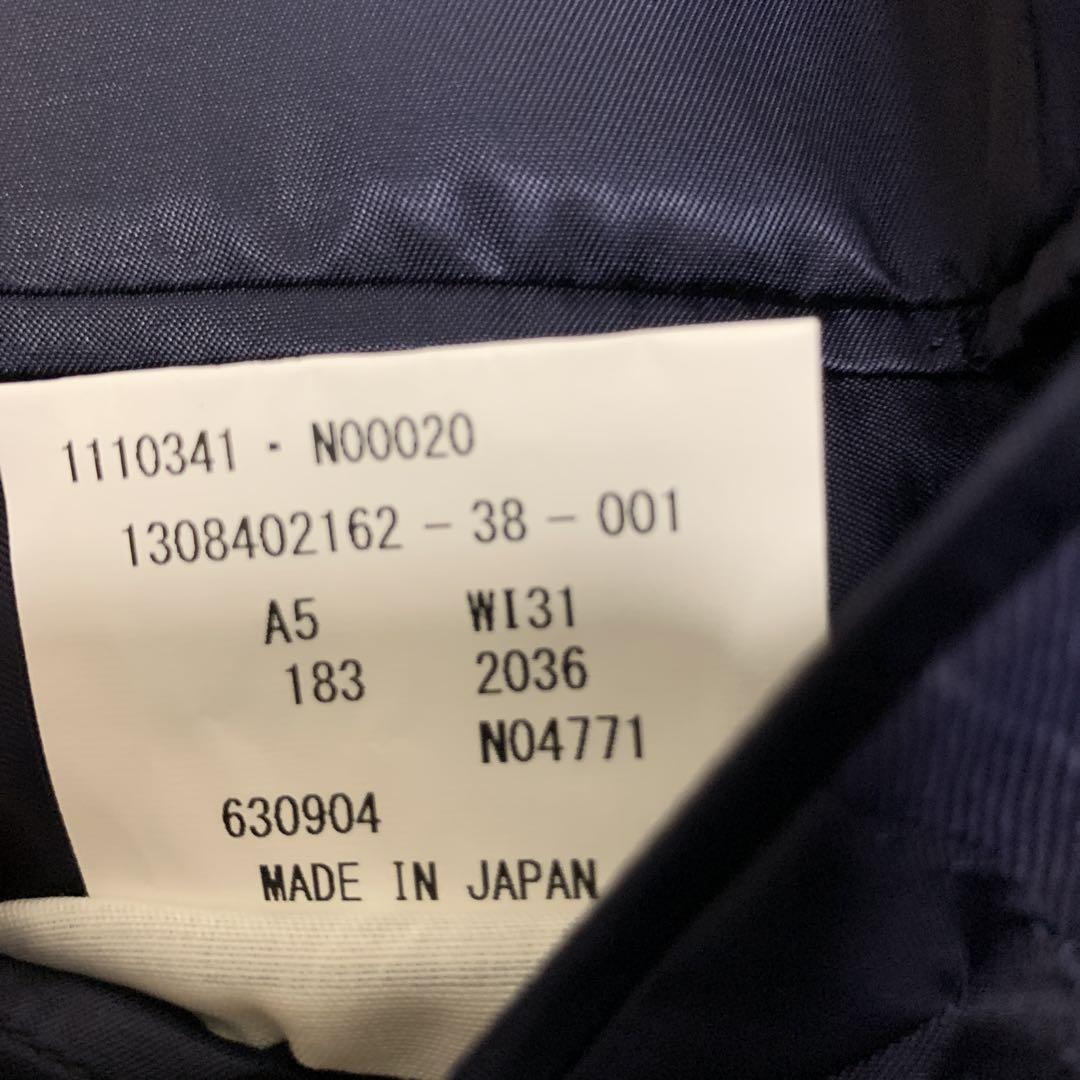 1110341 · N00020
1308402162 - 38 - 001
A5 WI31
183 2036
N04771
630904
MADE IN JAPAN